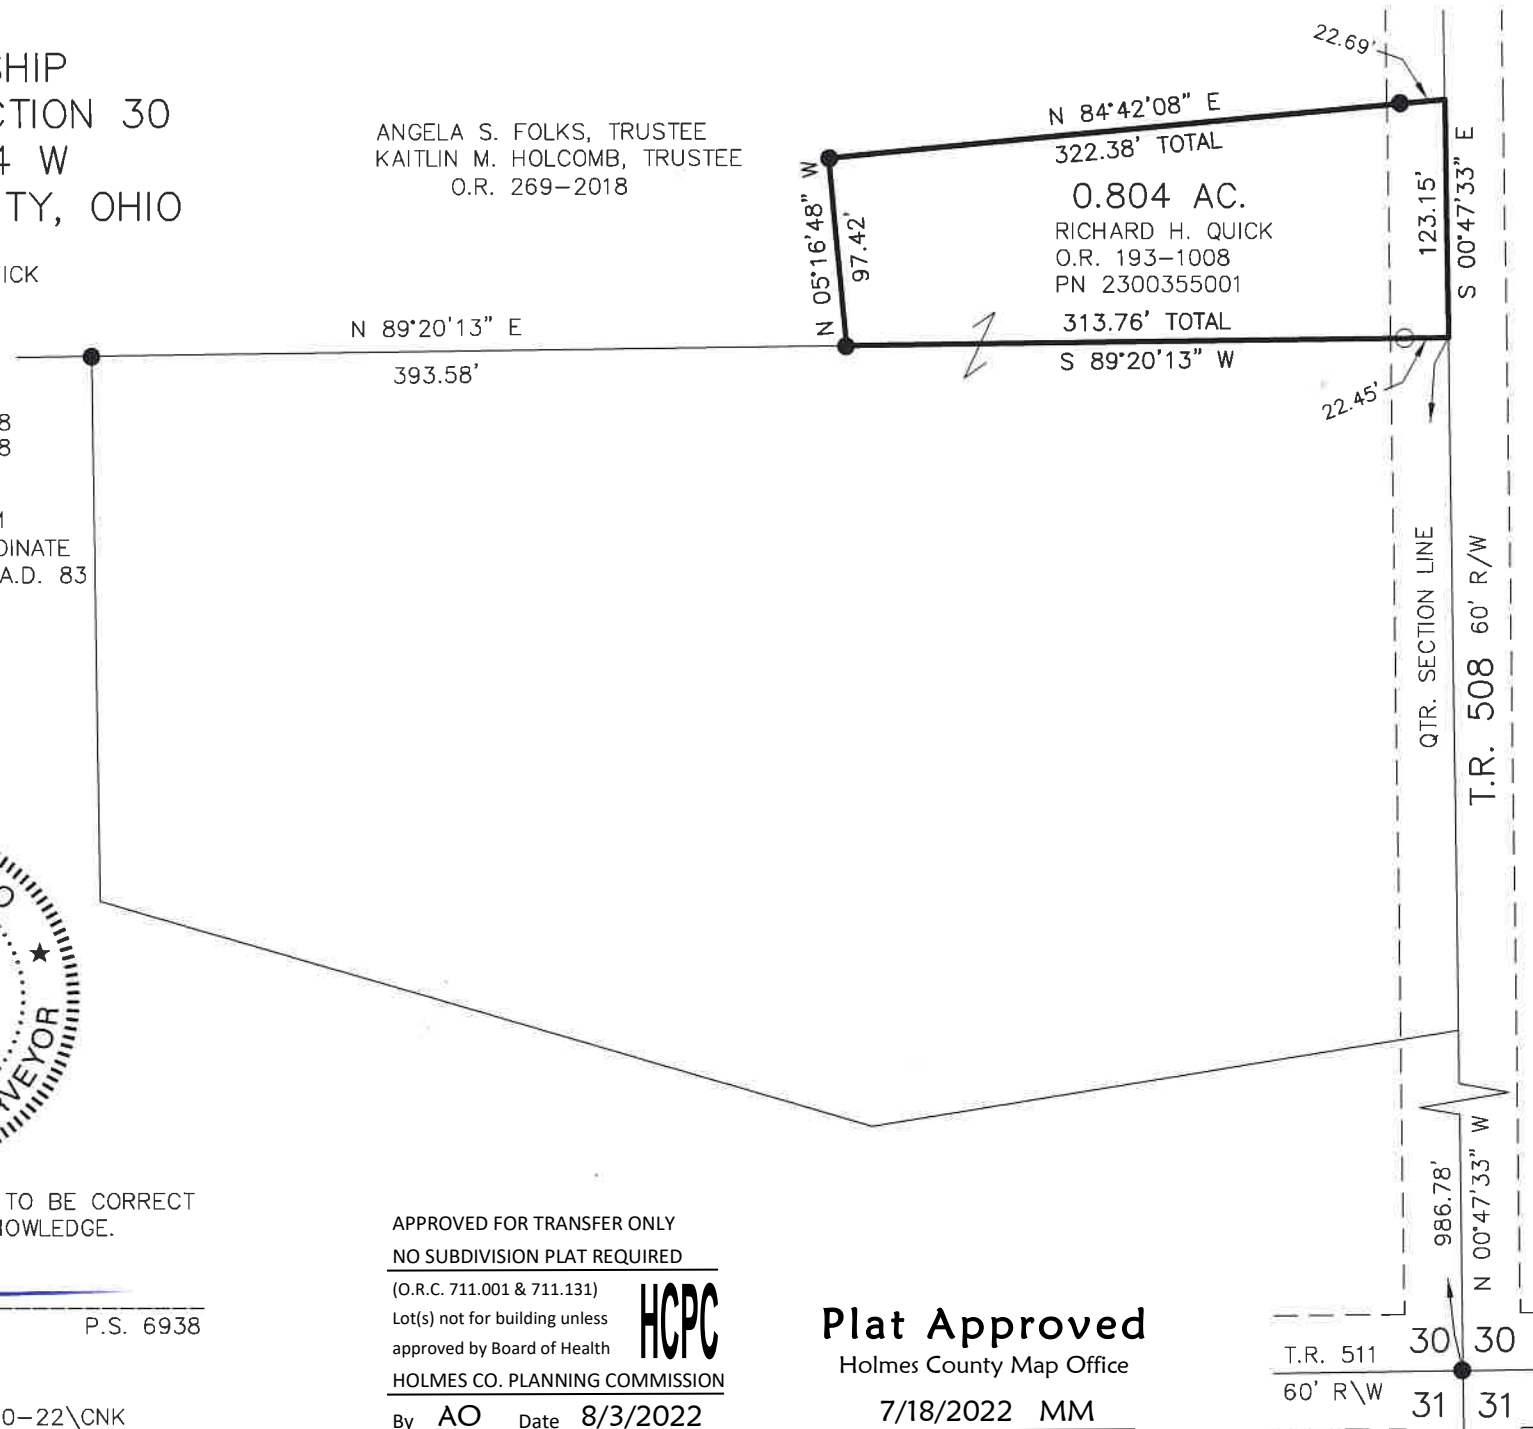 SHIP
CTION 30
4 W
TY, OHIO
ICK
ANGELA S. FOLKS, TRUSTEE
KAITLIN M. HOLCOMB, TRUSTEE
O.R. 269-2018
22.69'
N 84°42'08" E
322.38' TOTAL
0.804 AC.
RICHARD H. QUICK
O.R. 193-1008
PN 2300355001
313.76' TOTAL
S 89°20'13" W
N 05°16'48" W
97.42'
123.15'
S 00°47'33" E
22.45'
N 89°20'13" E
393.58'
8
8
DINATE
A.D. 83
QTR. SECTION LINE
T.R. 508 60' R/W
VEYOR
986.78'
N 00°47'33" W
TO BE CORRECT
NOWLEDGE.
P.S. 6938
0-22\CNK
APPROVED FOR TRANSFER ONLY
NO SUBDIVISION PLAT REQUIRED
(O.R.C. 711.001 & 711.131)
Lot(s) not for building unless
approved by Board of Health
HCPC
HOLMES CO. PLANNING COMMISSION
By AO Date 8/3/2022
Plat Approved
Holmes County Map Office
7/18/2022 MM
T.R. 511
60' R\W
30 30
31 31